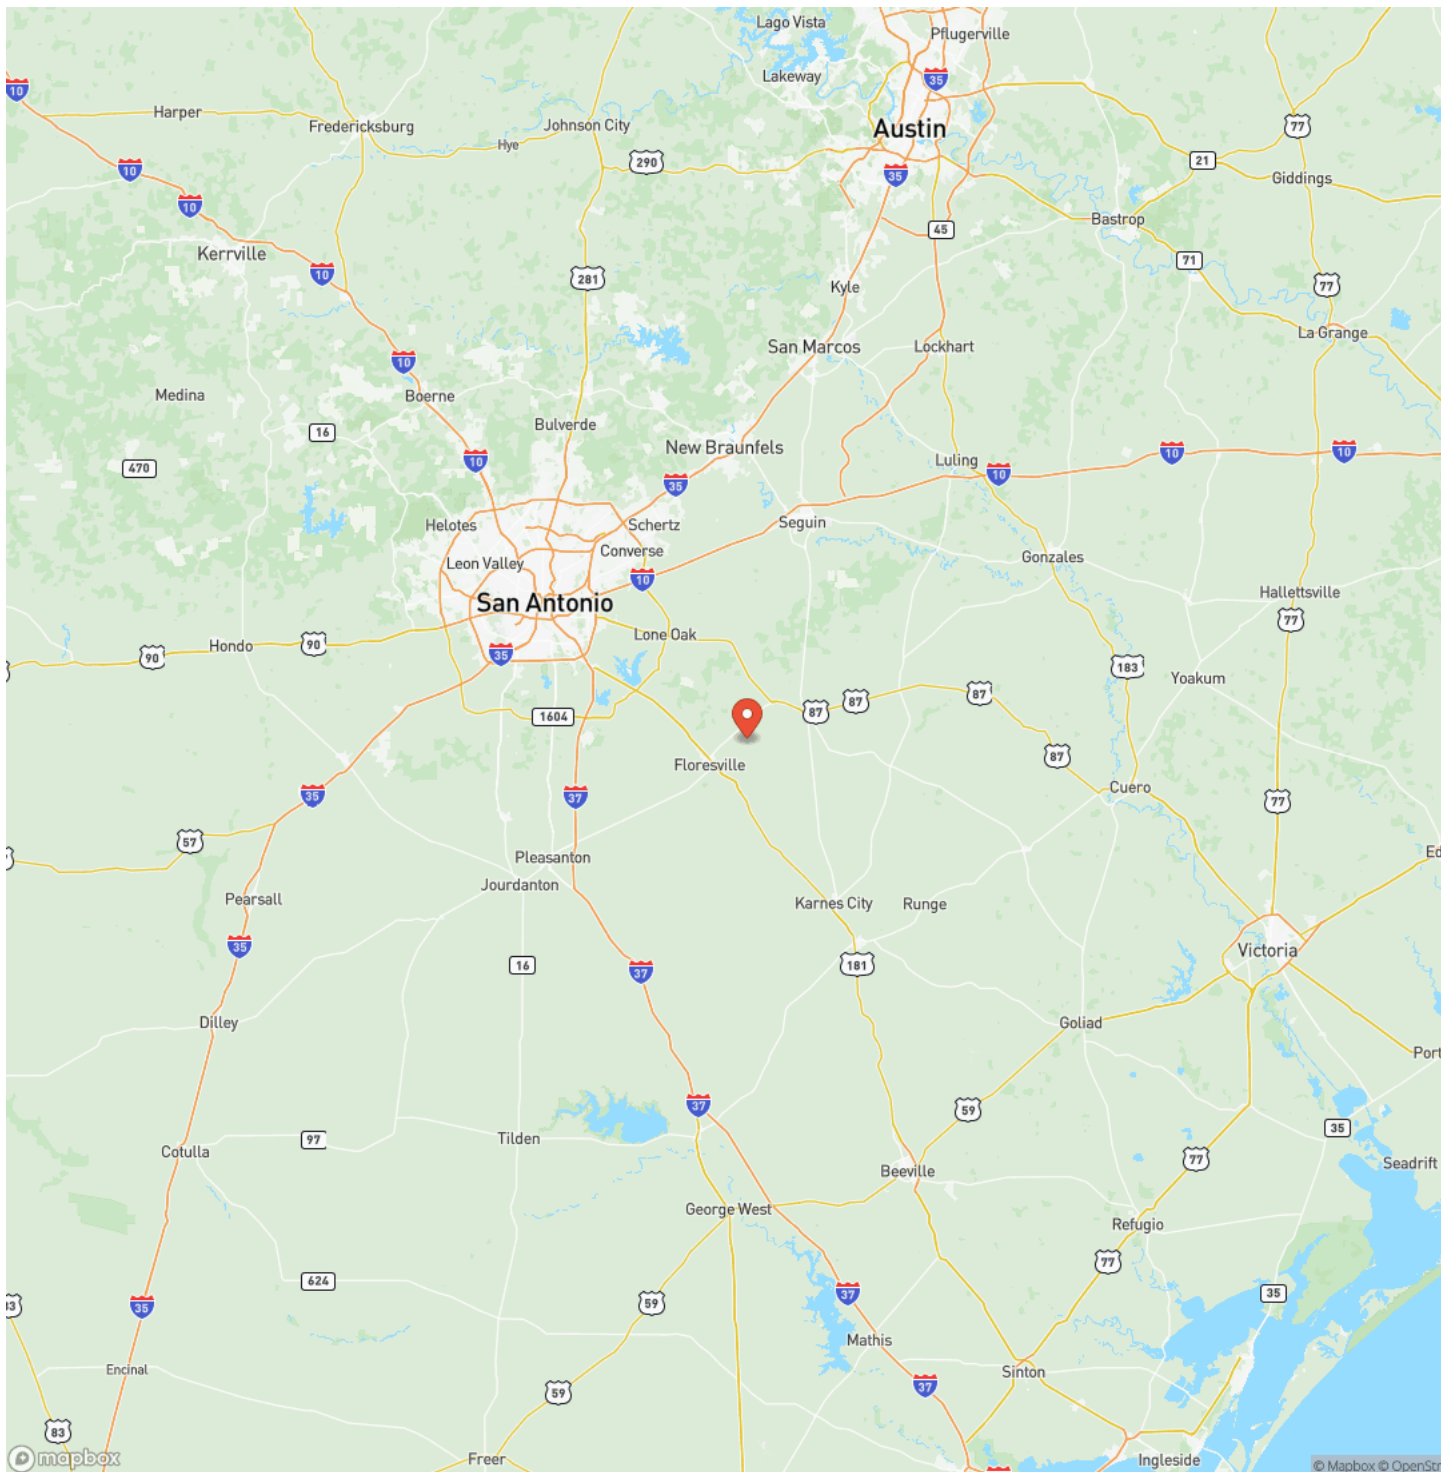 Lago Vista
Pflugerville
Lakeway
35
10
Harper
Fredericksburg
Johnson City
Austin
77
Hye
290
21
10
35
Giddings
10
Bastrop
45
Kerrville
71
10
281
77
Kyle
La Grange
San Marcos
Lockhart
10
Medina
Boerne
Bulverde
16
New Braunfels
10
10
Luling
10
470
10
35
Helotes
Schertz
Seguin
Converse
Gonzales
Leon Valley
10
Hallettsville
San Antonio
77
Lone Oak
Hondo
90
90
35
183
Yoakum
87
87
87
1604
87
Floresville
Cuero
35
37
77
57
Ed
Pleasanton
Jourdanton
Pearsall
Karnes City
Runge
35
Victoria
16
181
37
Dilley
Goliad
Port
37
59
35
97
Tilden
Cotulla
77
Seadrift
Beeville
George West
Refugio
77
624
37
35
33
35
59
Mathis
Encinal
Sinton
37
59
83
mapbox
Freer
Ingleside
© Mapbox © OpenStr